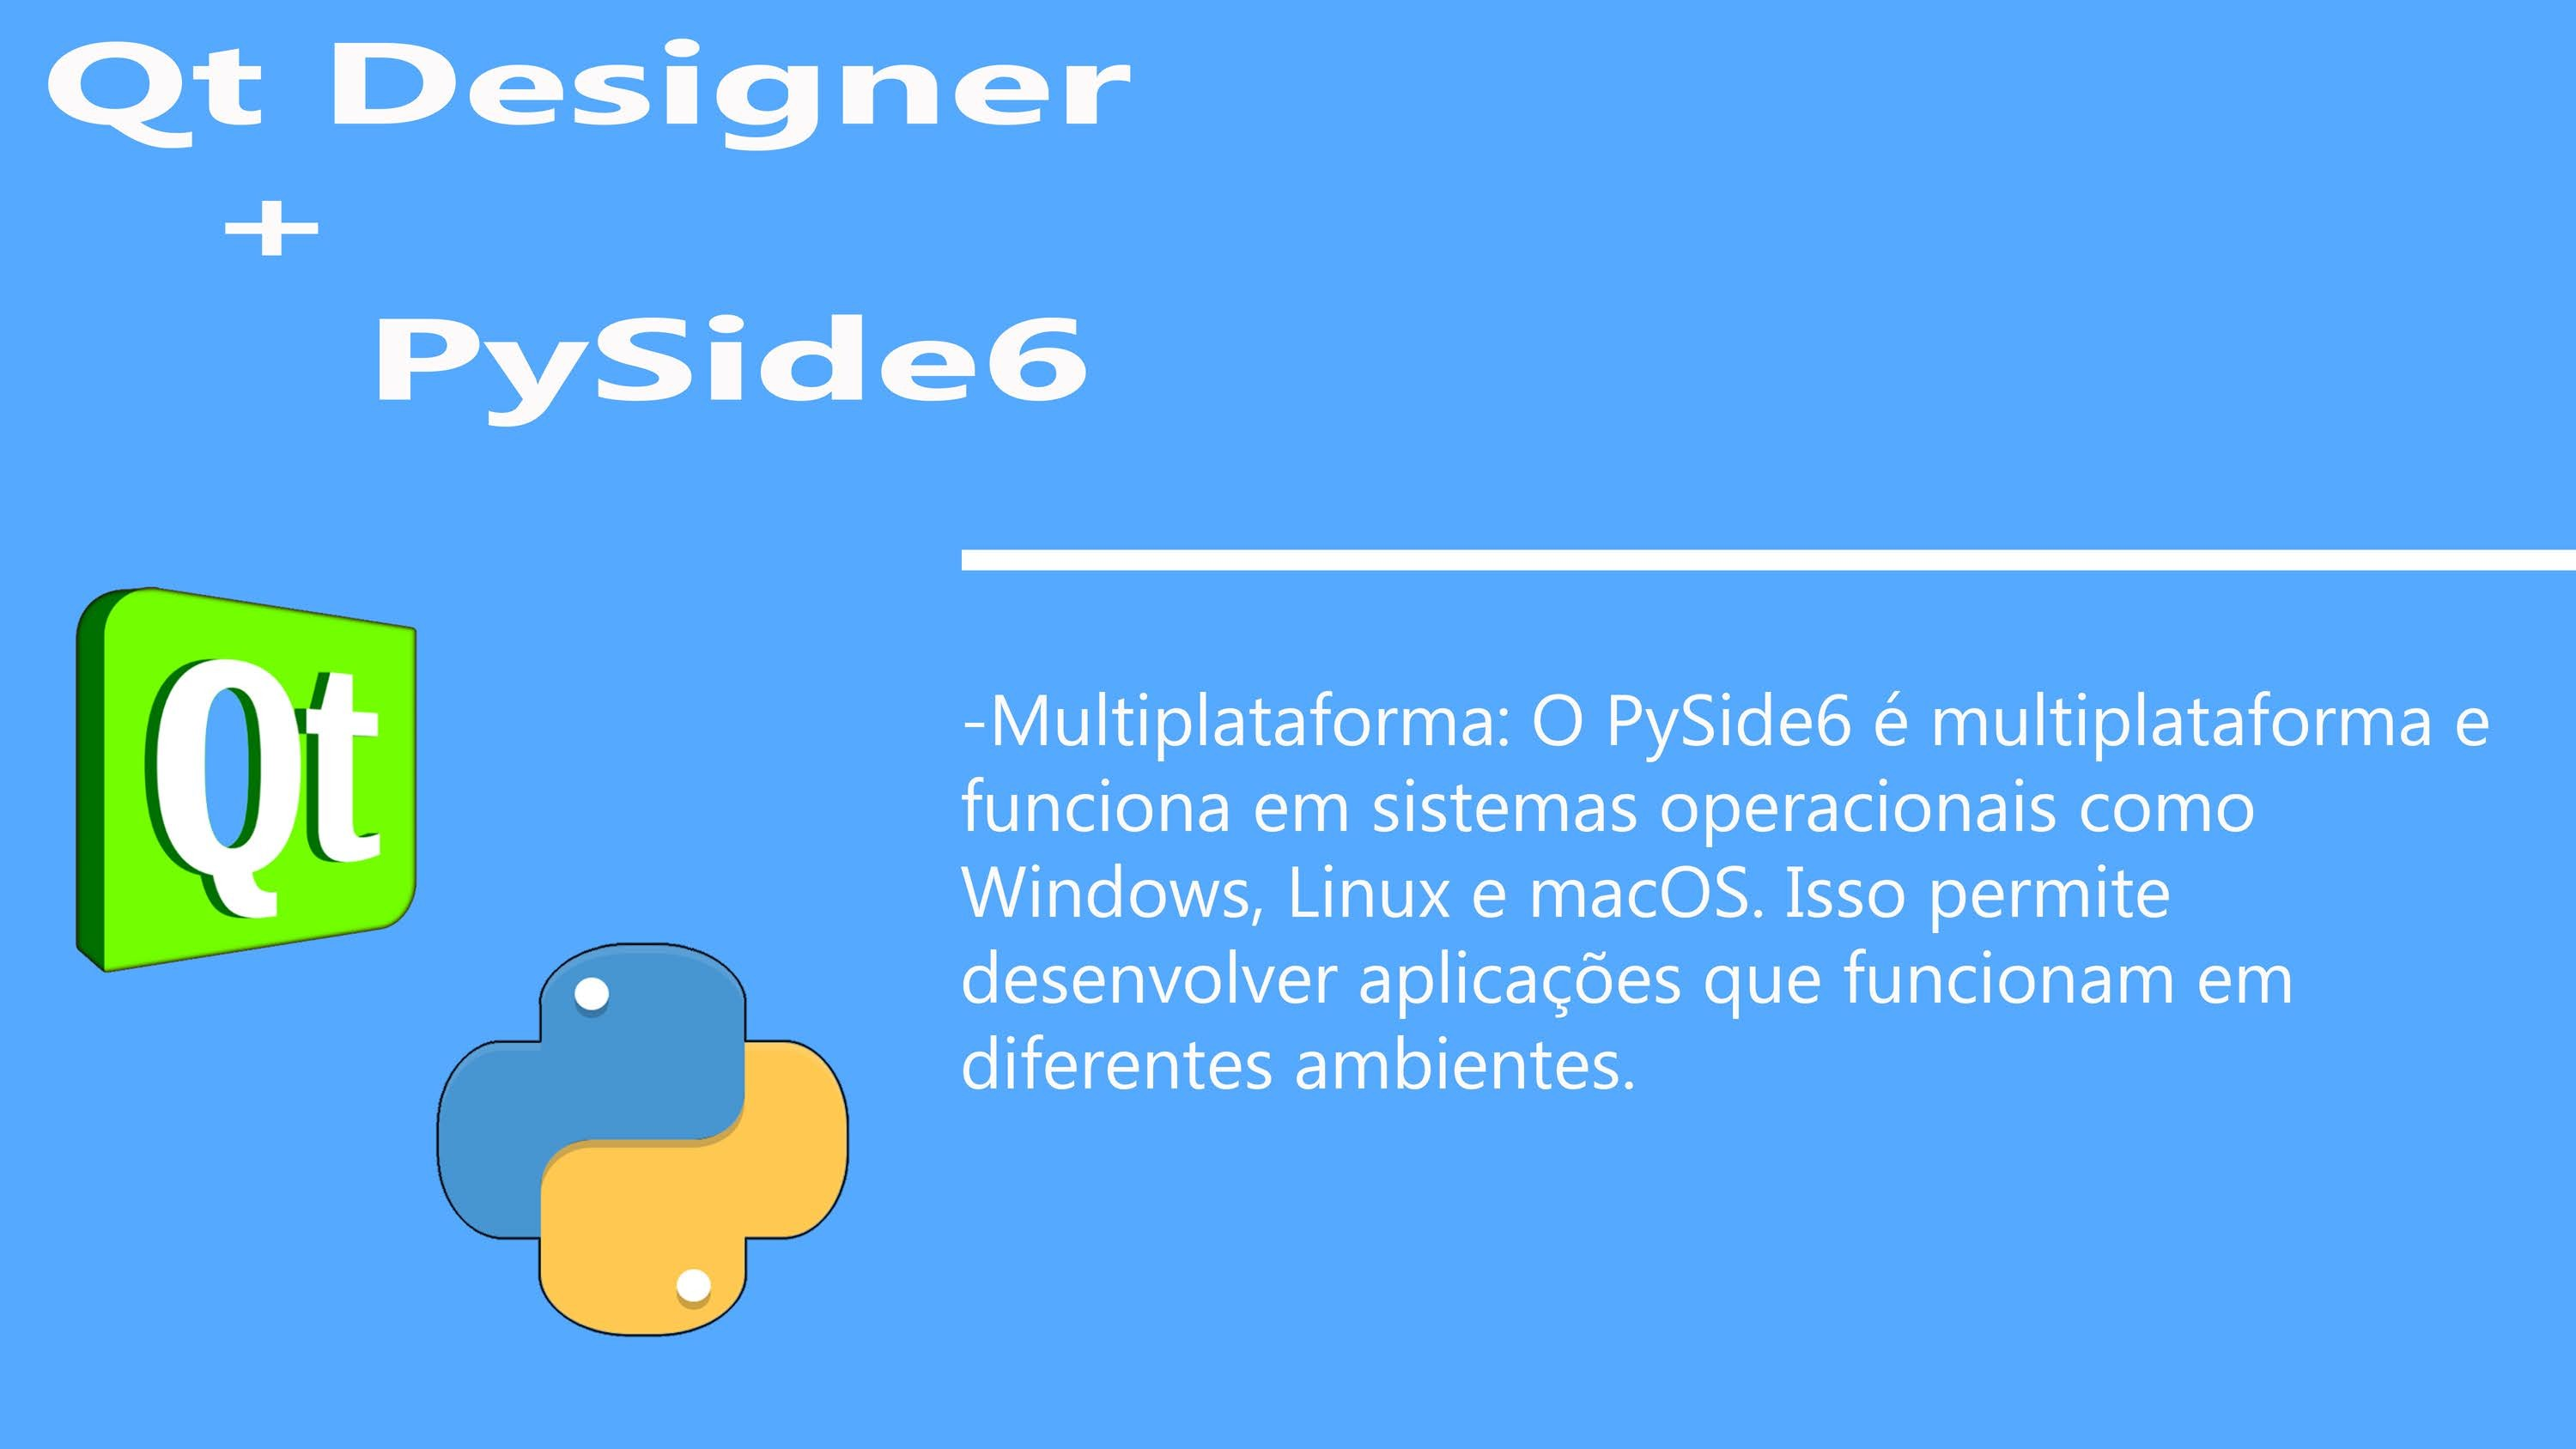 Qt Designer
+
PySide6
Qt
-Multiplataforma: O PySide6 é multiplataforma e
funciona em sistemas operacionais como
Windows, Linux e macOS. Isso permite
desenvolver aplicações que funcionam em
diferentes ambientes.